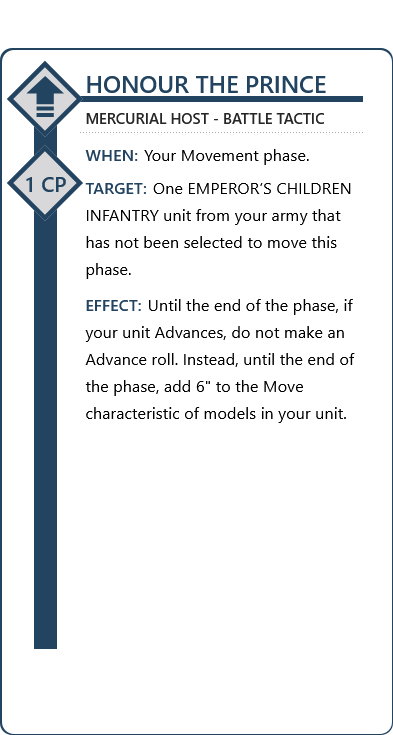 HONOUR THE PRINCE
MERCURIAL HOST - BATTLE TACTIC
1 CP
WHEN: Your Movement phase.
TARGET: One EMPEROR’S CHILDREN
INFANTRY unit from your army that
has not been selected to move this
phase.
EFFECT: Until the end of the phase, if
your unit Advances, do not make an
Advance roll. Instead, until the end of
the phase, add 6" to the Move
characteristic of models in your unit.